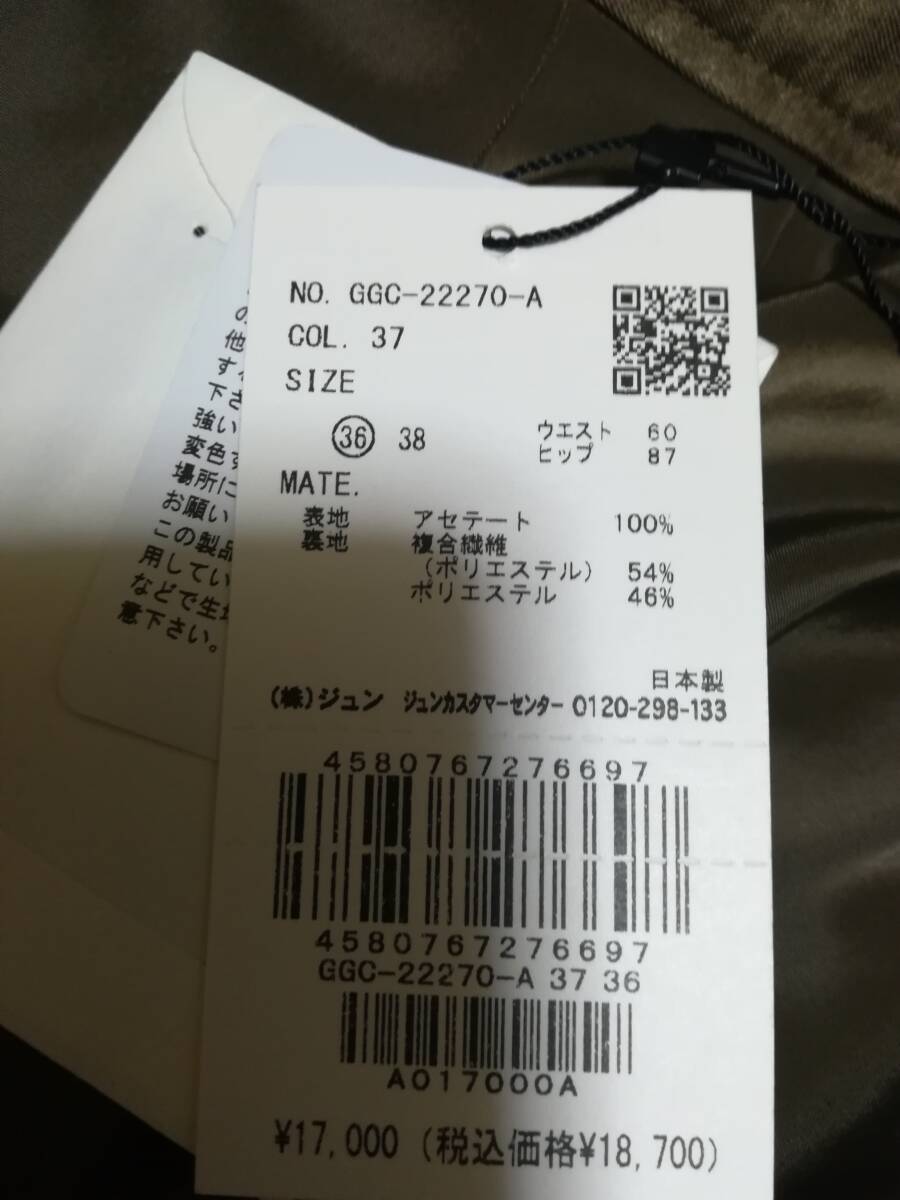 NO. GGC-22270-A
COL. 37
SIZE
36 38
ウエスト 60
ヒップ 87
MATE.
表地 アセテート 100%
裏地 複合繊維
(ポリエステル) 54%
ポリエステル 46%
日本製
(株)ジュン ジュンカスタマーセンター 0120-298-133
4580767276697
4580767276697
GGC-22270-A 37 36
A017000A
¥17,000 (税込価格¥18,700)
の
他
す
下さ
強い
変色す
場所に
お願い
この製品
用してい
などで生地
意下さい。